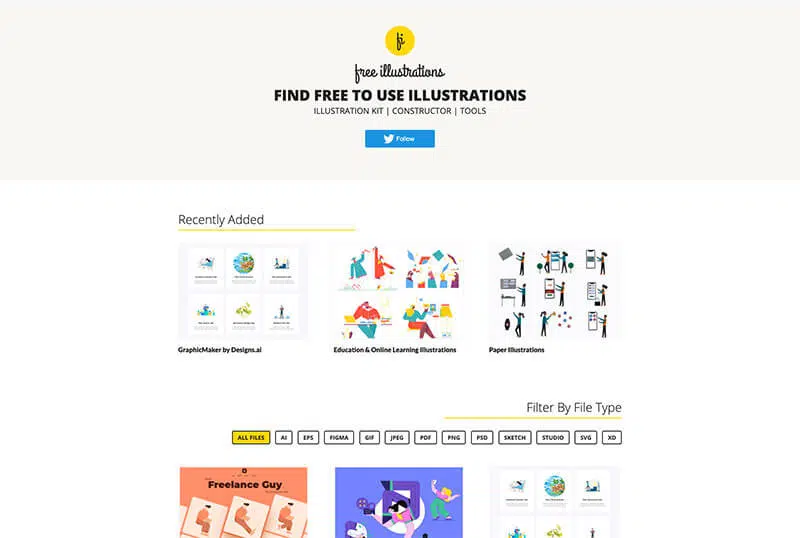 fi
free illustrations
FIND FREE TO USE ILLUSTRATIONS
ILLUSTRATION KIT | CONSTRUCTOR | TOOLS
Follow
Recently Added
GraphicMaker by Designs.ai
Education & Online Learning Illustrations
Paper Illustrations
Filter By File Type
ALL FILES AI EPS FIGMA GIF JPEG PDF PNG PSD SKETCH STUDIO SVG XD
Freelance Guy